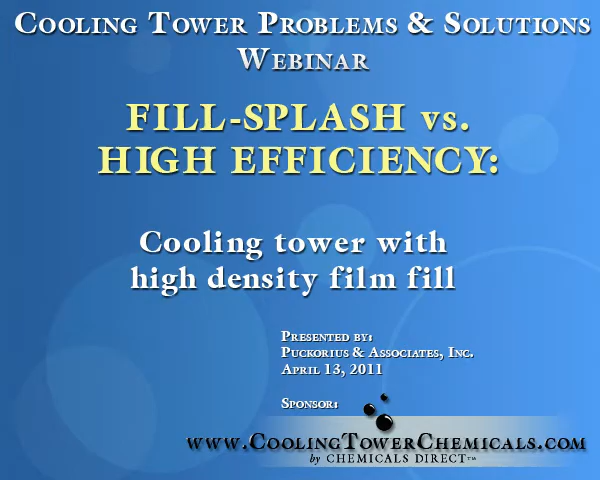 Cooling Tower Problems & Solutions
Webinar
FILL-SPLASH vs.
HIGH EFFICIENCY:
Cooling tower with
high density film fill
Presented by:
Puckorius & Associates, Inc.
April 13, 2011
Sponsor:
www.CoolingTowerChemicals.com
by Chemicals Direct™